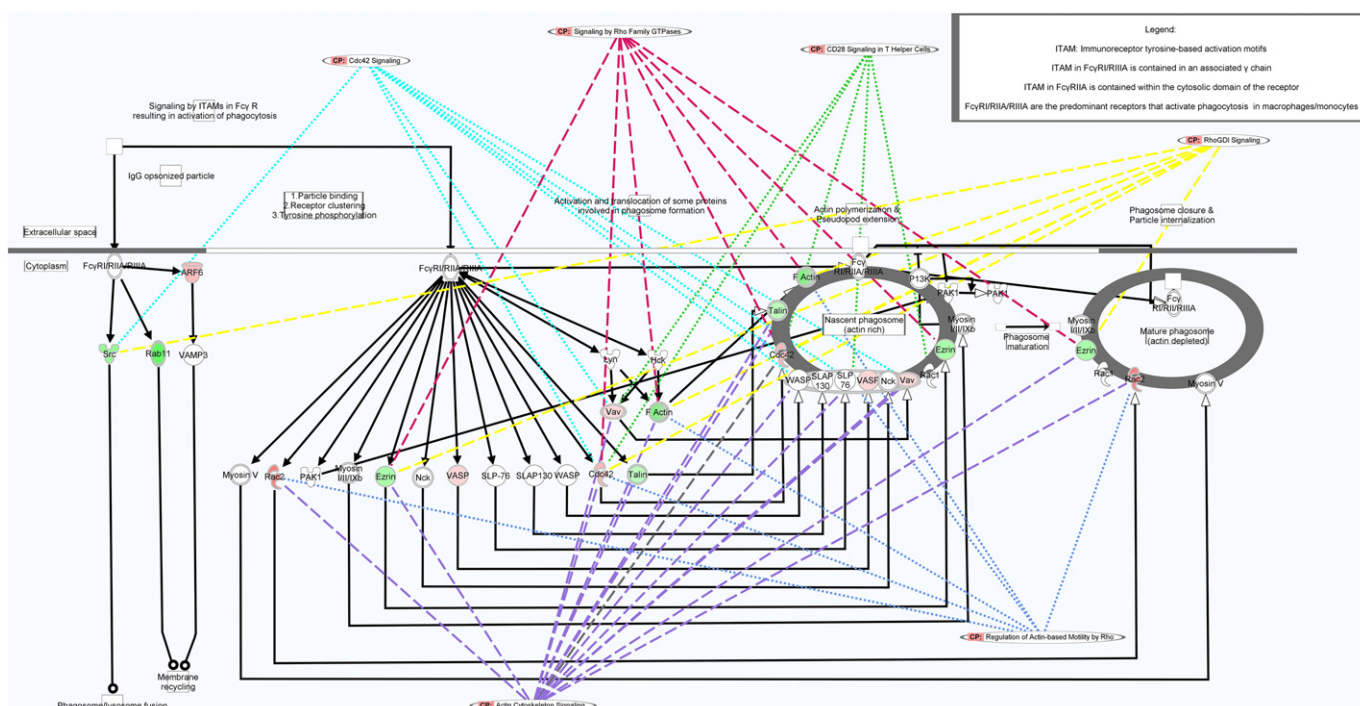 CP: Signaling by Rho Family GTPases
CP: Cdc42 Signaling
CP: CD28 Signaling in T Helper Cells
Legend:
ITAM: Immunoreceptor tyrosine-based activation motifs
ITAM in FcγRI/RIIIA is contained in an associated γ chain
ITAM in FcγRIIA is contained within the cytosolic domain of the receptor
FcγRI/RIIA/RIIIA are the predominant receptors that activate phagocytosis in macrophages/monocytes
Signaling by ITAMs in Fcγ R
resulting in activation of phagocytosis
CP: RhoGDI Signaling
IgG opsonized particle
1.Particle binding
2.Receptor clustering
3.Tyrosine phosphorylation
Activation and translocation of some proteins
involved in phagosome formation
Actin polymerization &
Pseudopod extension
Phagosome closure &
Particle internalization
Extracellular space
Cytoplasm
FcγRI/RIIA/RIIIA
ARF6
FcγRI/RIIA/RIIIA
F Actin
Fcγ
RI/RIIA/RIIIA
P13K
PAK1
PAK1
Fcγ
RI/RII/RIIIA
Talin
Nascent phagosome
(actin rich)
Myosin
I/II/IXb
Phagosome
maturation
Myosin
I/II/IXb
Mature phagosome
(actin depleted)
Src
Rab11
VAMP3
Lyn
Hck
Cdc42
Ezrin
Ezrin
WASP
SLAP
130
SLP
76
VASP
Nck
Vav
Rac1
Rac1
Rac2
Myosin V
Vav
F Actin
Myosin V
Rac2
PAK1
Myosin
I/II/IXb
Ezrin
Nck
VASP
SLP-76
SLAP130
WASP
Cdc42
Talin
CP: Regulation of Actin-based Motility by Rho
Membrane
recycling
Phagosome/lysosome fusion
CP: Actin Cytoskeleton Signaling